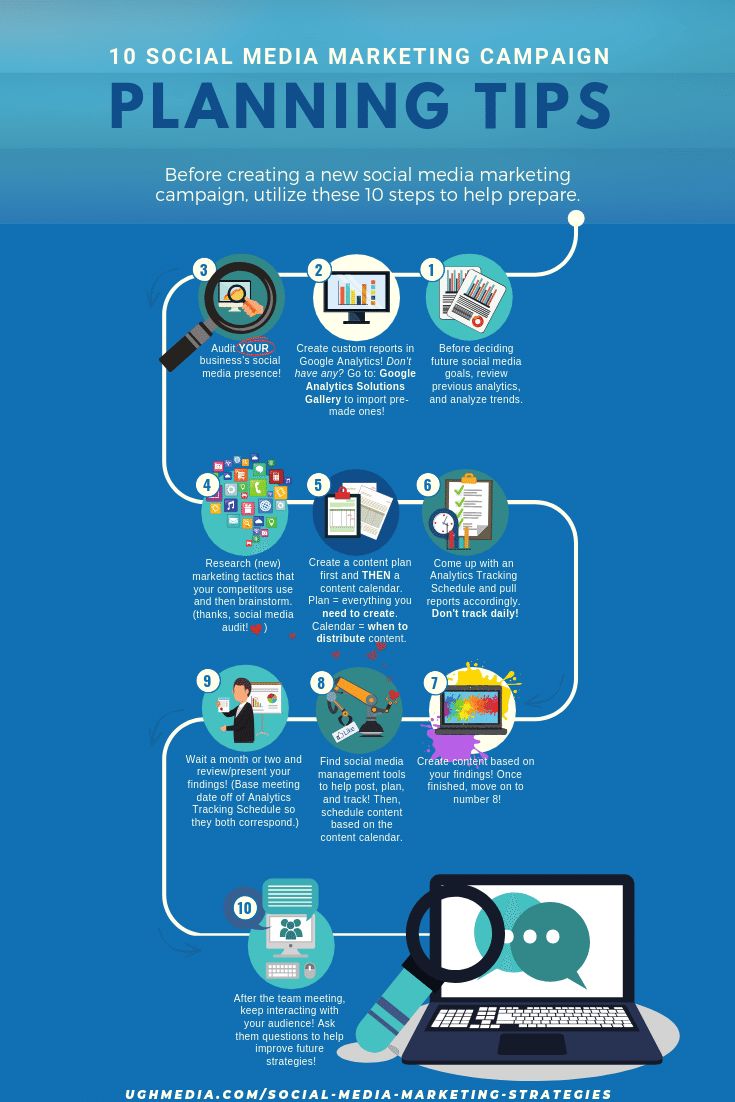 10 SOCIAL MEDIA MARKETING CAMPAIGN
PLANNING TIPS
Before creating a new social media marketing
campaign, utilize these 10 steps to help prepare.
1
Before deciding
future social media
goals, review
previous analytics,
and analyze trends.
2
Create custom reports in
Google Analytics! Don't
have any? Go to: Google
Analytics Solutions
Gallery to import pre-
made ones!
3
Audit YOUR
business's social
media presence!
4
Research (new)
marketing tactics that
your competitors use
and then brainstorm.
(thanks, social media
audit! )
5
Create a content plan
first and THEN a
content calendar.
Plan = everything you
need to create.
Calendar = when to
distribute content.
6
Come up with an
Analytics Tracking
Schedule and pull
reports accordingly.
Don't track daily!
7
Create content based on
your findings! Once
finished, move on to
number 8!
8
Like
Find social media
management tools
to help post, plan,
and track! Then,
schedule content
based on the
content calendar.
9
Wait a month or two and
review/present your
findings! (Base meeting
date off of Analytics
Tracking Schedule so
they both correspond.)
10
After the team meeting,
keep interacting with
your audience! Ask
them questions to help
improve future
strategies!
UGHMEDIA.COM/SOCIAL-MEDIA-MARKETING-STRATEGIES